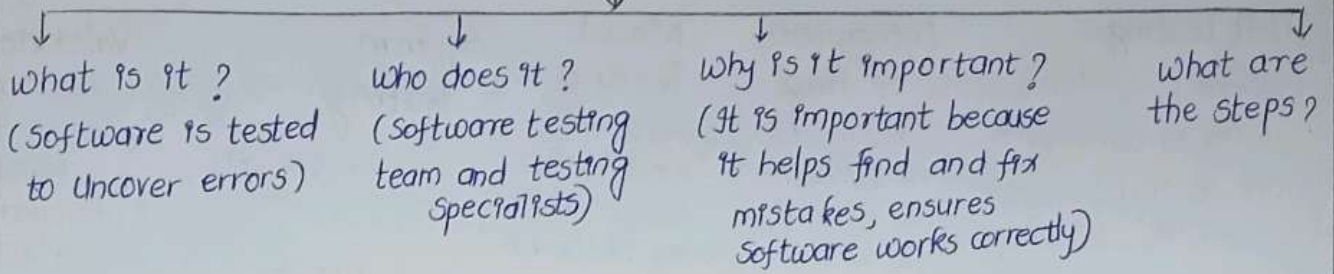 What is it ?
(Software is tested
to Uncover errors)
who does it ?
(Software testing
team and testing
Specialists)
Why is it important ?
(It is important because
it helps find and fix
mistakes, ensures
Software works correctly)
what are
the steps ?